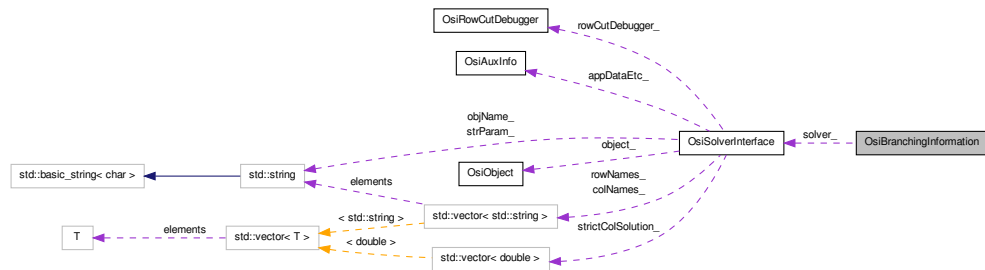 OsiRowCutDebugger
rowCutDebugger_
OsiAuxInfo
appDataEtc_
objName_
strParam_
OsiSolverInterface
solver_
OsiBranchingInformation
object_
std::basic_string< char >
std::string
OsiObject
elements
rowNames_
colNames_
< std::string >
std::vector< std::string >
T
elements
std::vector< T >
strictColSolution_
< double >
std::vector< double >